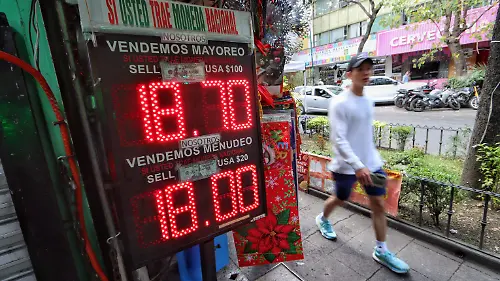 SI USTED TRAE MONEDA NACIONAL
NOSOTROS
VENDEMOS MAYOREO
SELL USA $100
18.70
NOSOTROS
VENDEMOS MENUDEO
SELL USA $20
18.00
CERVE